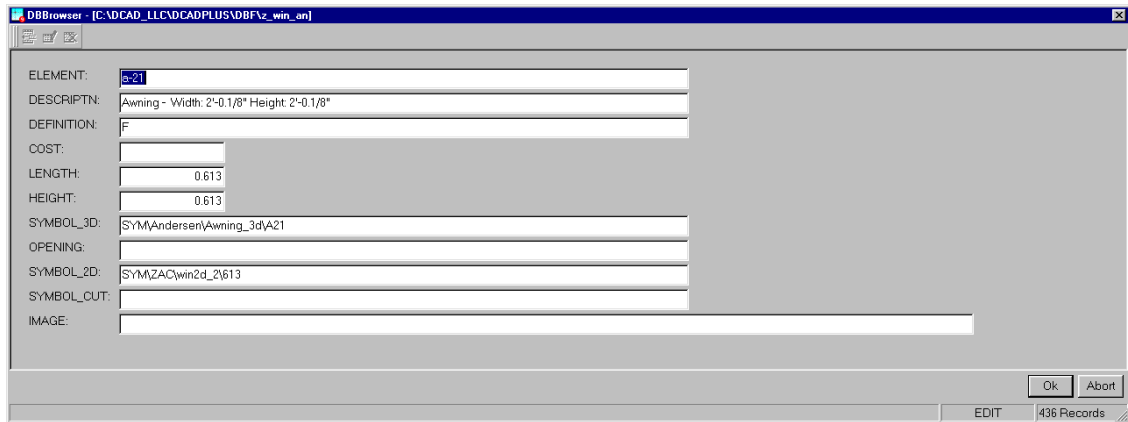 DBBrowser - [C:\DCAD_LLC\DCADPLUS\DBF\z_win_an]
ELEMENT: a-21
DESCRIPTN: Awning - Width: 2'-0.1/8" Height: 2'-0.1/8"
DEFINITION: F
COST:
LENGTH: 0.613
HEIGHT: 0.613
SYMBOL_3D: SYM\Andersen\Awning_3d\A21
OPENING:
SYMBOL_2D: SYM\ZAC\win2d_2\613
SYMBOL_CUT:
IMAGE:
Ok Abort
EDIT 436 Records